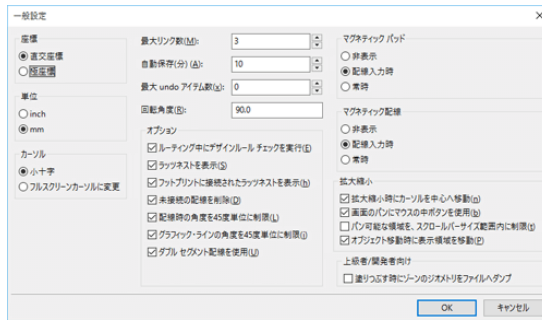 一般設定
座標
直交座標
極座標
単位
inch
mm
カーソル
小十字
フルスクリーンカーソルに変更
最大リンク数(M): 3
自動保存(分) (A): 10
最大 undo アイテム数(x): 0
回転角度(R): 90.0
オプション
ルーティング中にデザインルール チェックを実行(E)
ラッツネストを表示(S)
フットプリントに接続されたラッツネストを表示(h)
未接続の配線を削除(D)
配線時の角度を45度単位に制限(L)
グラフィック・ラインの角度を45度単位に制限(i)
ダブル セグメント配線を使用(U)
マグネティック パッド
非表示
配線入力時
常時
マグネティック配線
非表示
配線入力時
常時
拡大縮小
拡大縮小時にカーソルを中心へ移動(n)
画面のパンにマウスの中ボタンを使用(b)
パン可能な領域を、スクロールバーサイズ範囲内に制限(t)
オブジェクト移動時に表示領域を移動(P)
上級者/開発者向け
塗りつぶす時にゾーンのジオメトリをファイルへダンプ
OK キャンセル